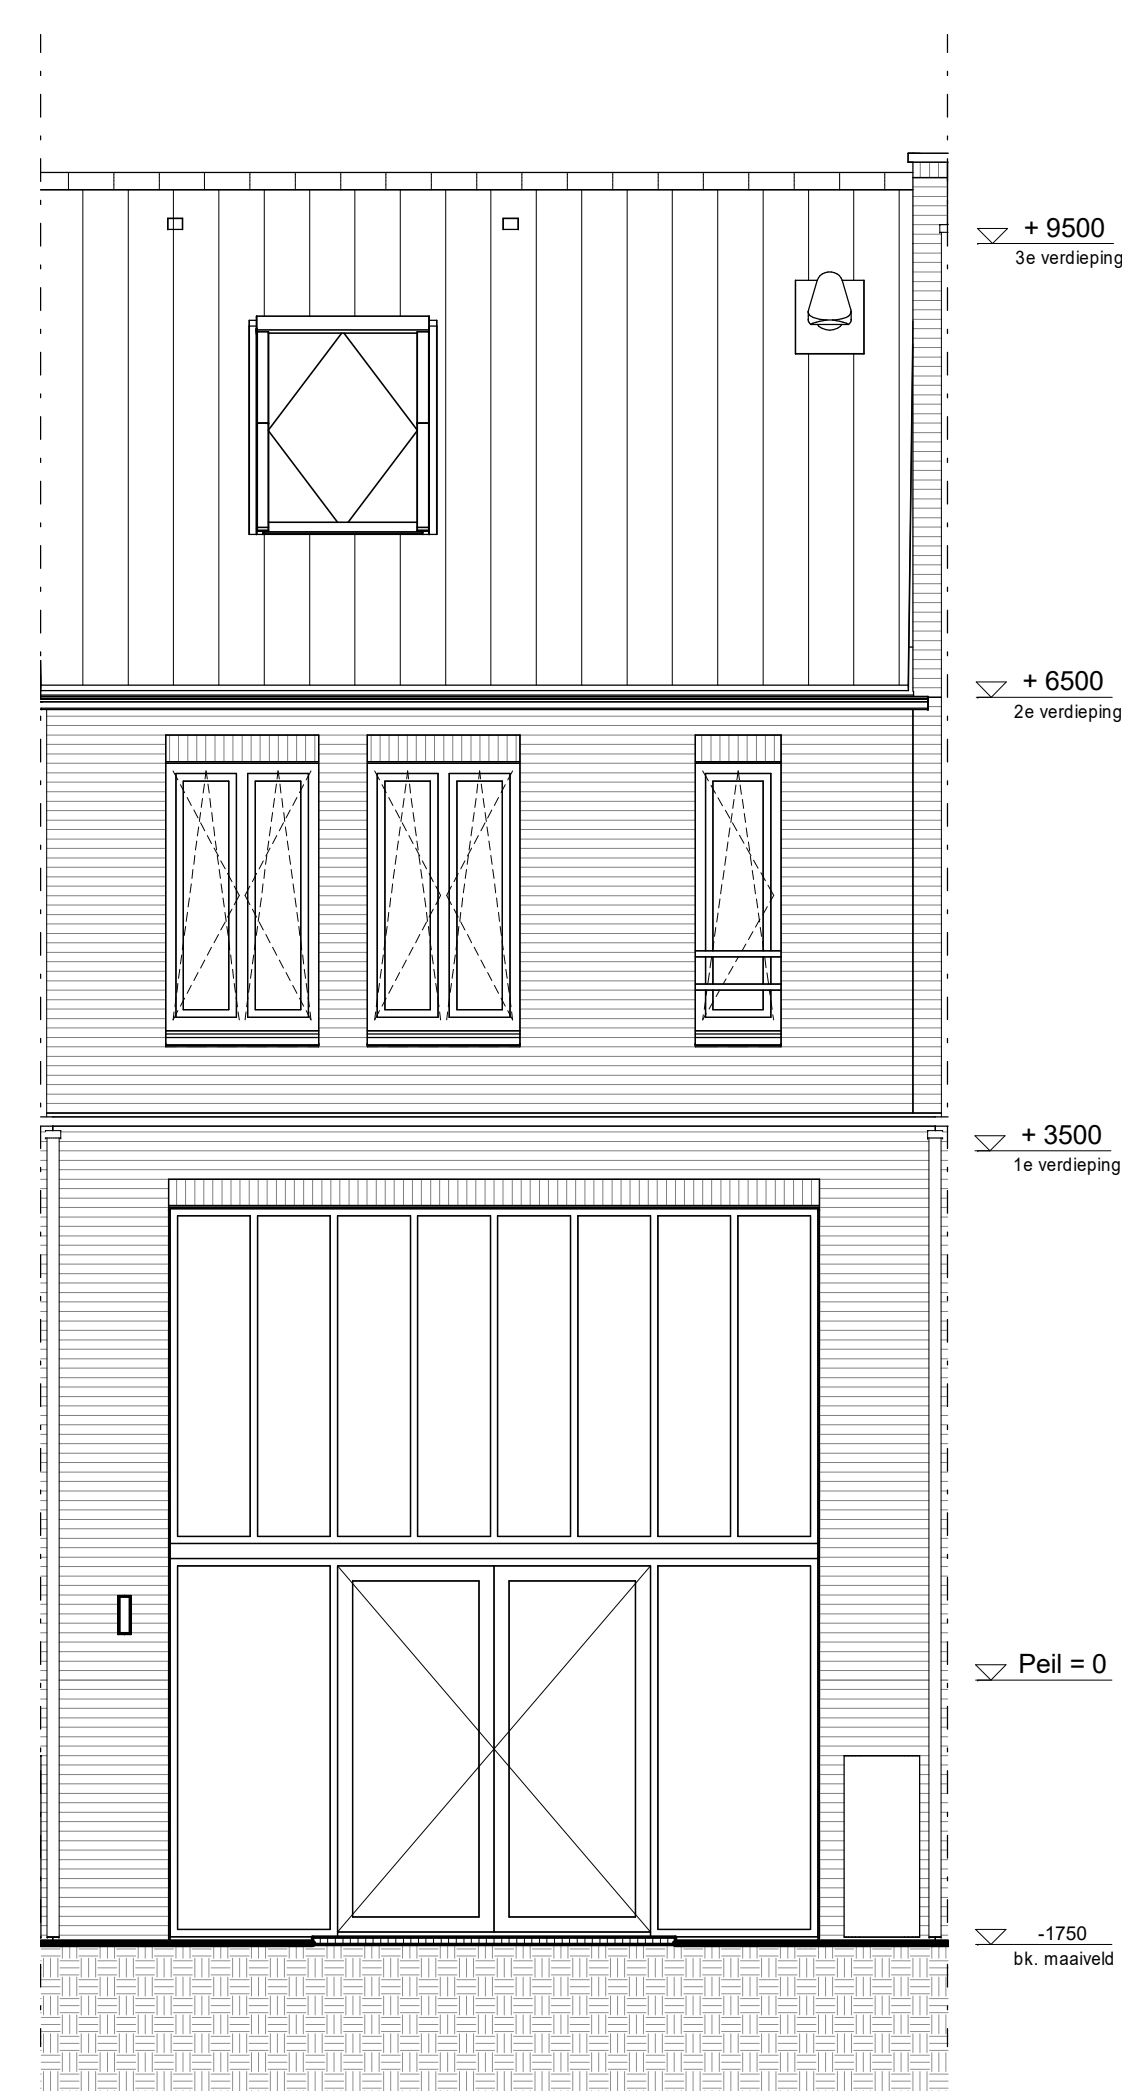 + 9500
3e verdieping
+ 6500
2e verdieping
+ 3500
1e verdieping
Peil = 0
-1750
bk. maaiveld